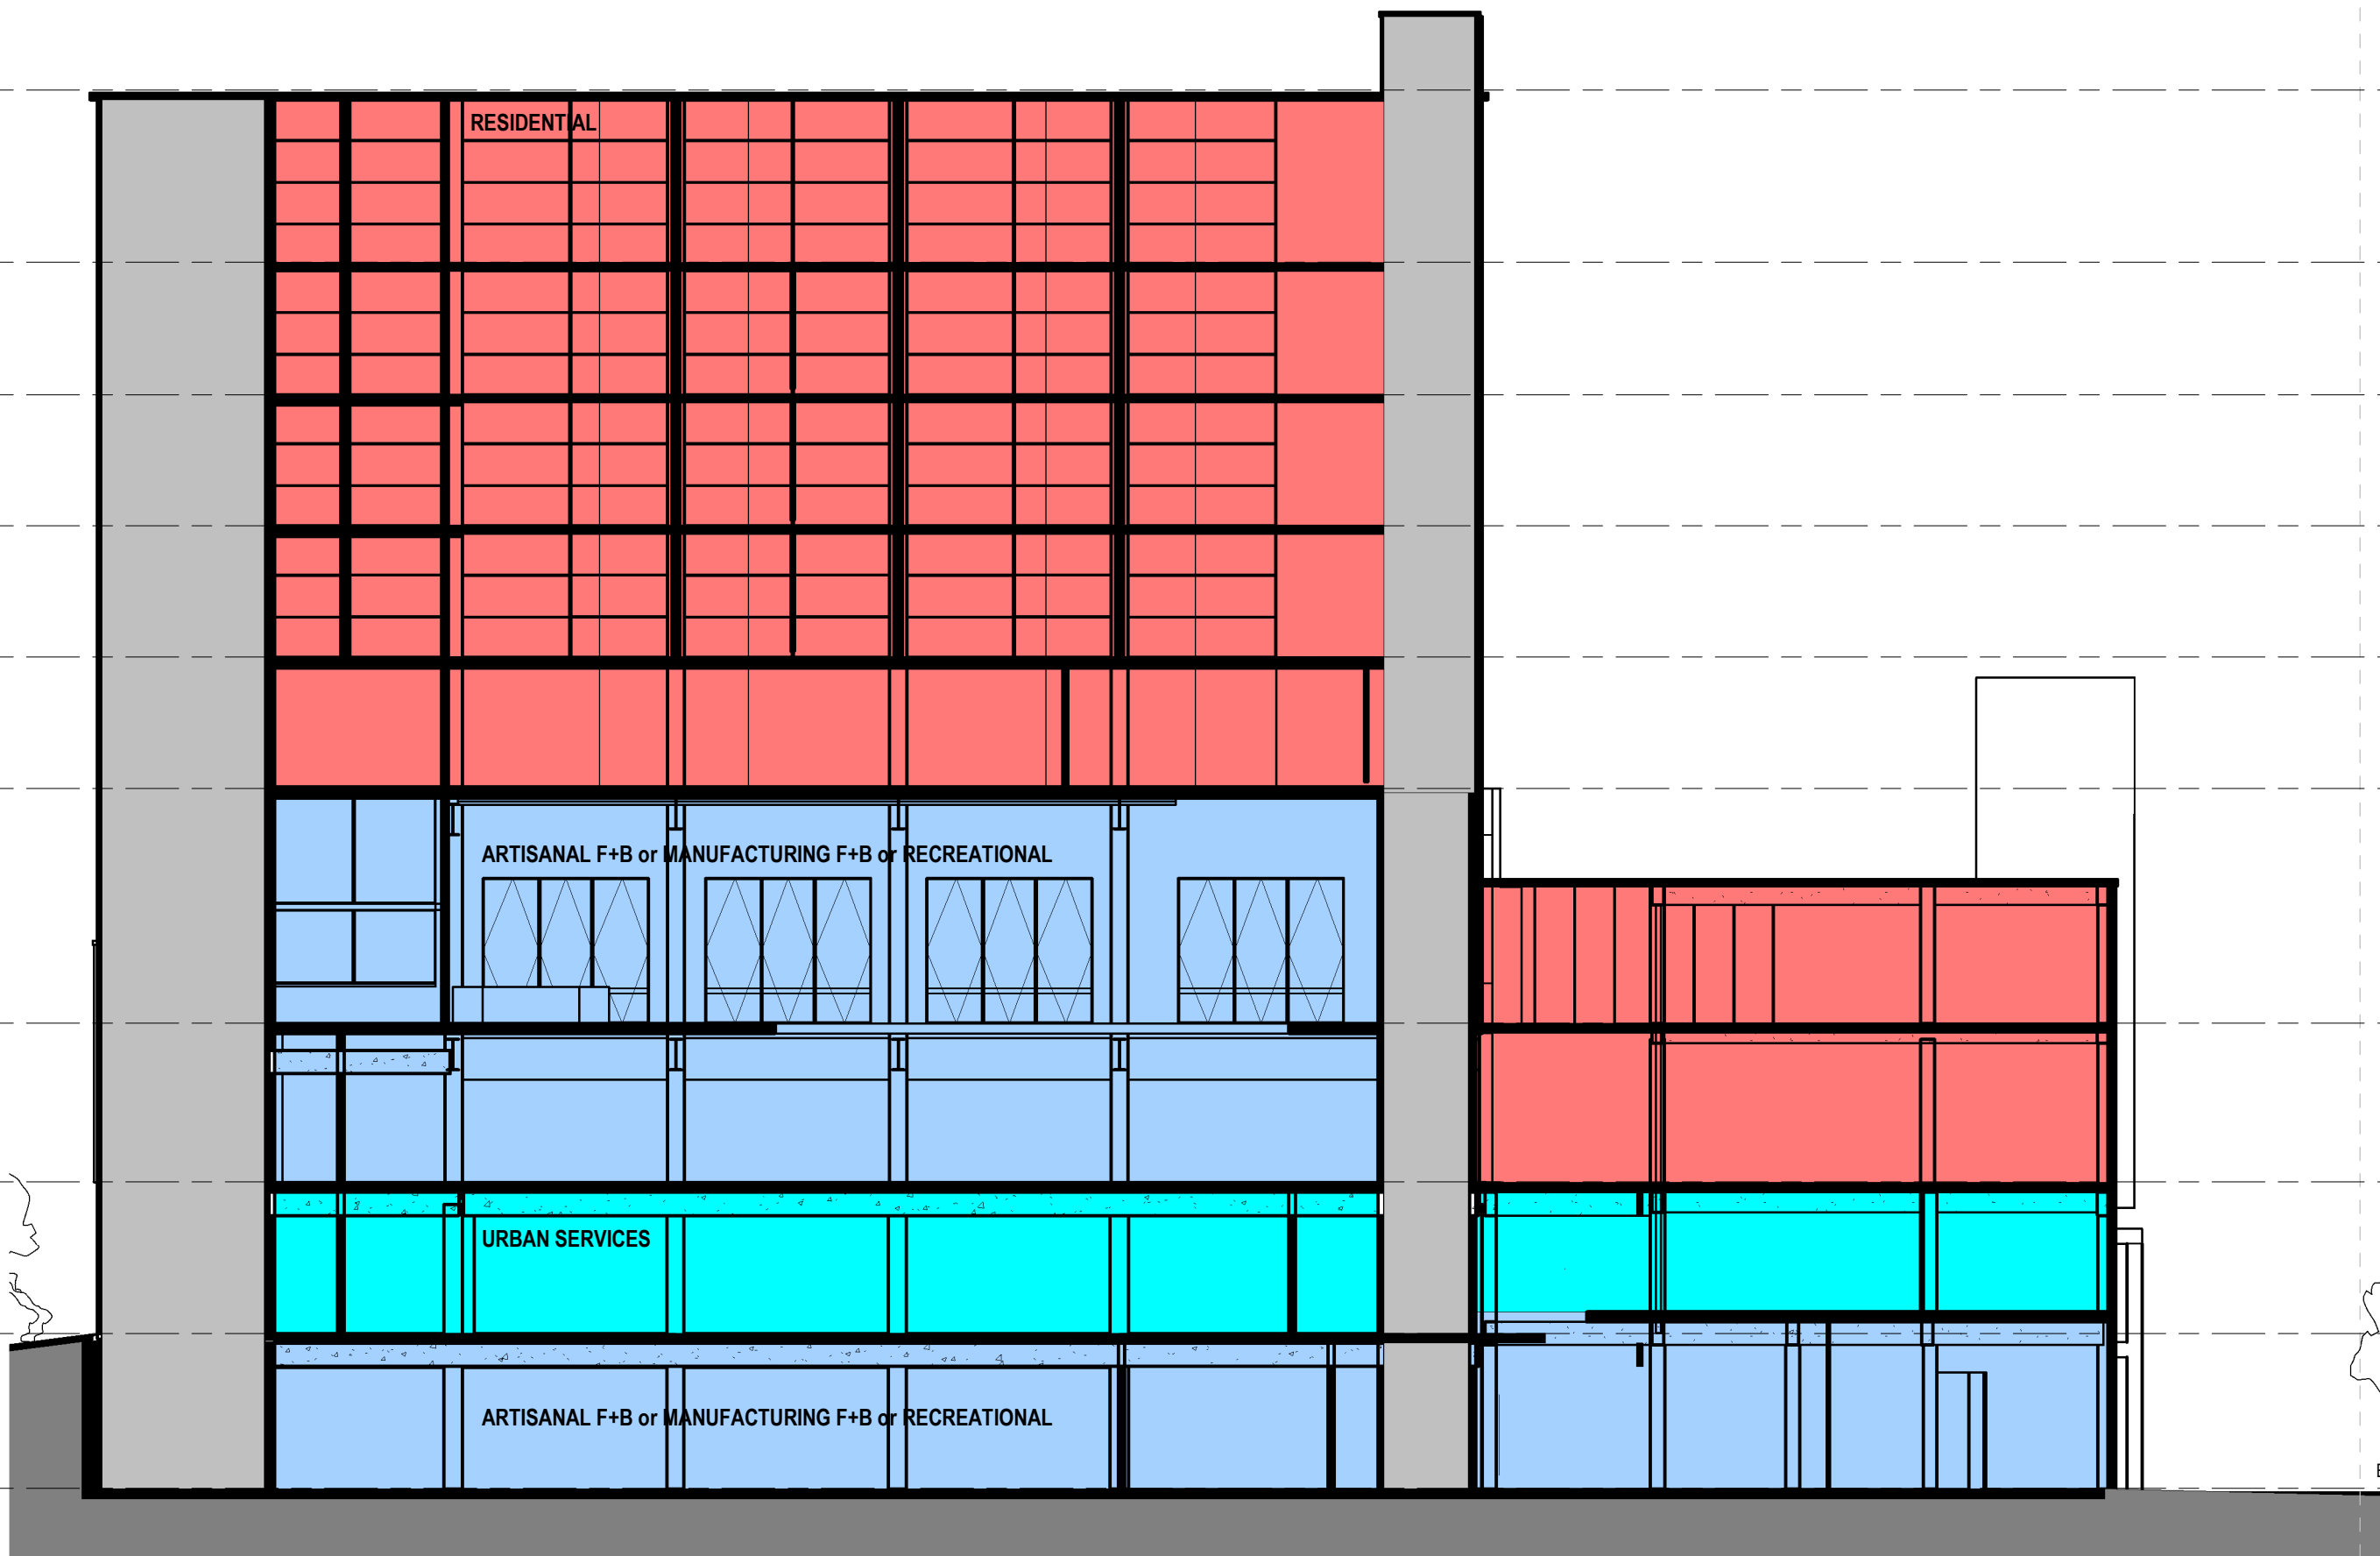 RESIDENTIAL
ARTISANAL F+B or MANUFACTURING F+B or RECREATIONAL
URBAN SERVICES
ARTISANAL F+B or MANUFACTURING F+B or RECREATIONAL